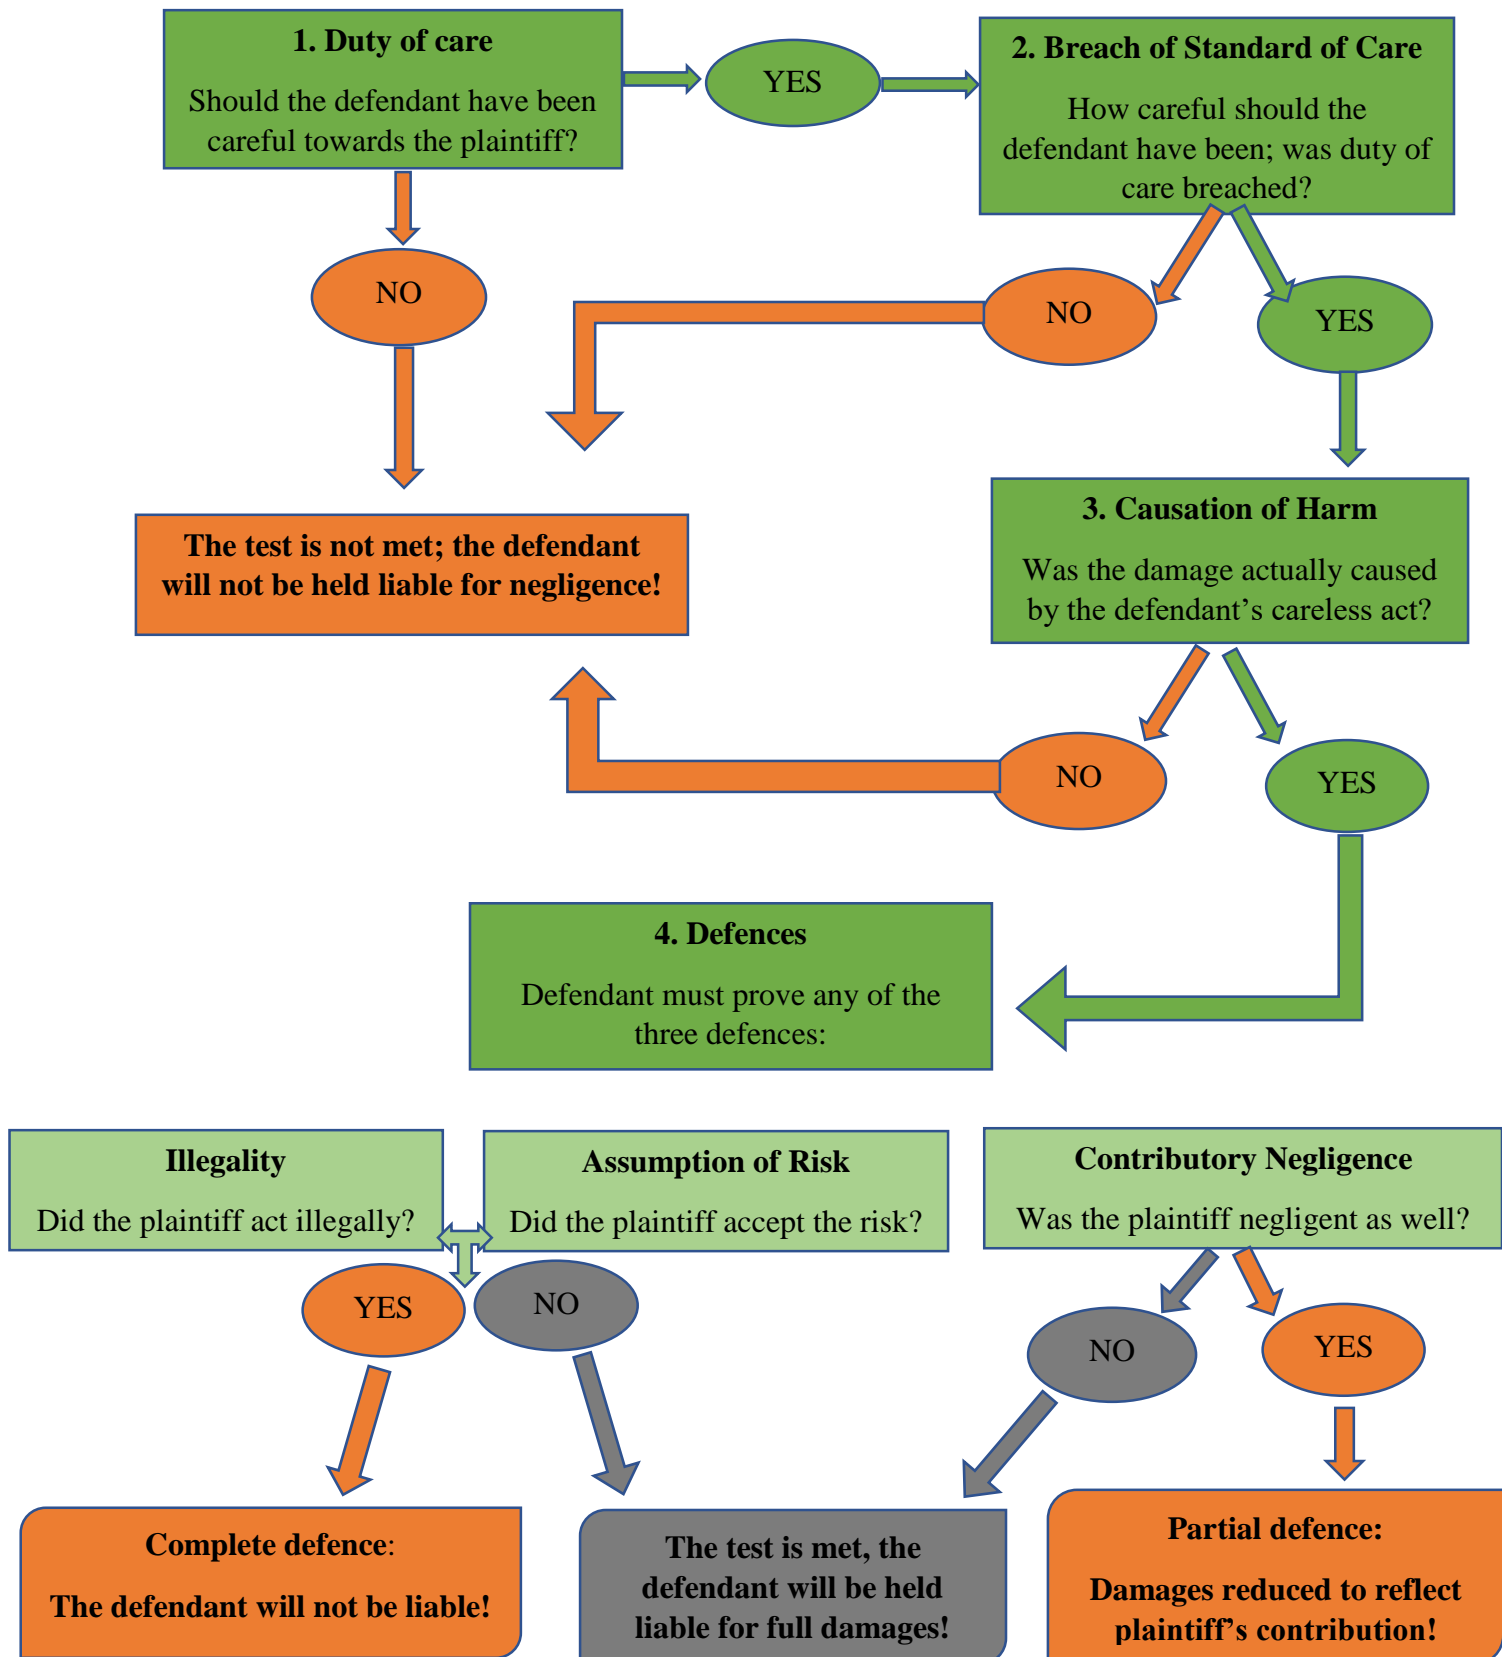 1. Duty of care
Should the defendant have been
careful towards the plaintiff?
YES
2. Breach of Standard of Care
How careful should the
defendant have been; was duty of
care breached?
NO
NO
YES
The test is not met; the defendant
will not be held liable for negligence!
3. Causation of Harm
Was the damage actually caused
by the defendant’s careless act?
NO
YES
4. Defences
Defendant must prove any of the
three defences:
Illegality
Did the plaintiff act illegally?
Assumption of Risk
Did the plaintiff accept the risk?
Contributory Negligence
Was the plaintiff negligent as well?
YES
NO
NO
YES
Complete defence:
The defendant will not be liable!
The test is met, the
defendant will be held
liable for full damages!
Partial defence:
Damages reduced to reflect
plaintiff’s contribution!